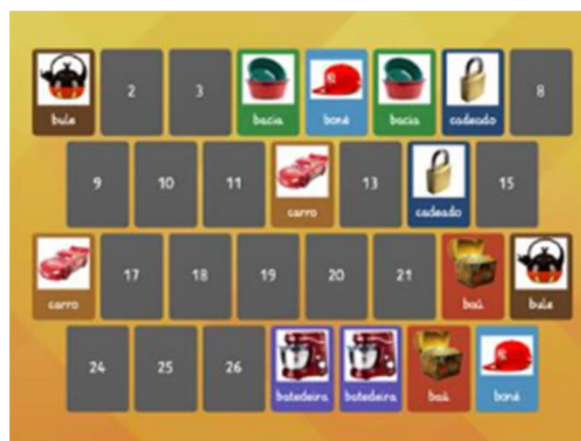 bule 2 3 bacia boné bacia cadeado 8
9 10 11 carro 13 cadeado 15
carro 17 18 19 20 21 baú bule
24 25 26 batedeira batedeira baú boné